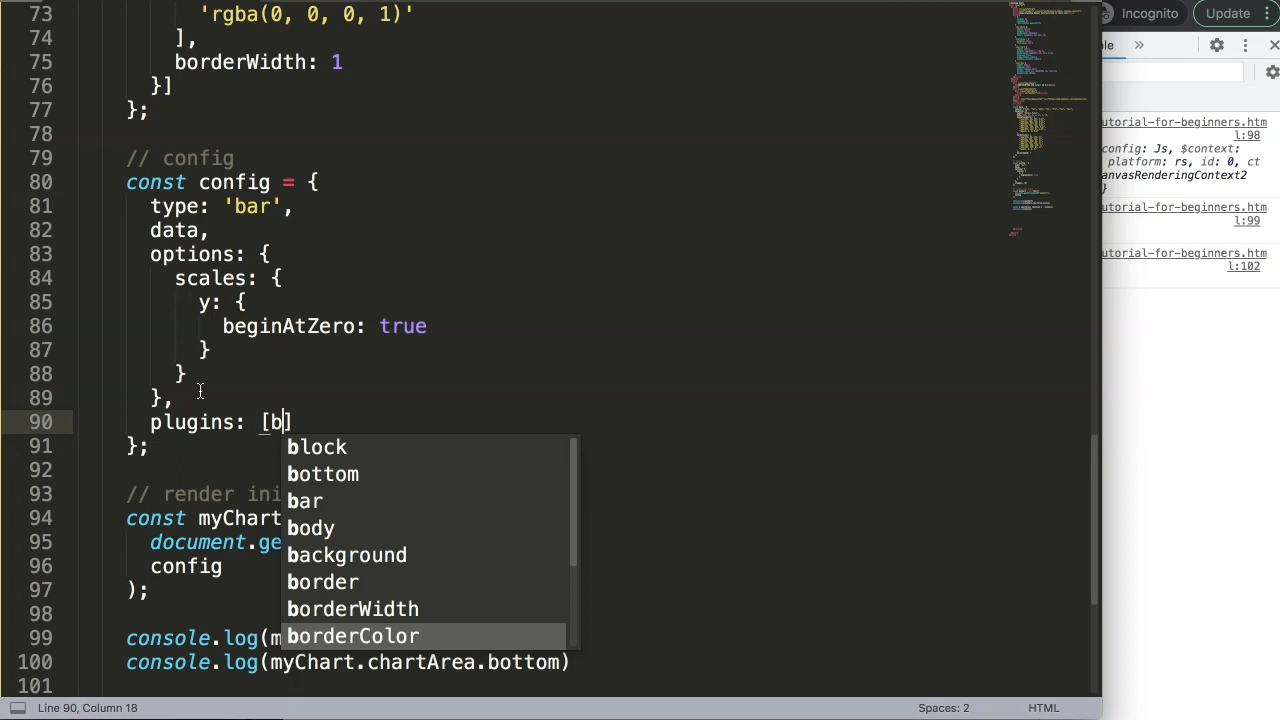 73 'rgba(0, 0, 0, 1)'
74 ],
75 borderWidth: 1
76 }]
77 };
78
79 // config
80 const config = {
81 type: 'bar',
82 data,
83 options: {
84 scales: {
85 y: {
86 beginAtZero: true
87 }
88 }
89 },
90 plugins: [b]
91 };
92
93 // render ini
94 const myChart
95 document.ge
96 config
97 );
98
99 console.log(m
100 console.log(myChart.chartArea.bottom)
101
block
bottom
bar
body
background
border
borderWidth
borderColor
Line 90, Column 18
Spaces: 2
HTML
Incognito
Update
le
»
utorial-for-beginners.htm
l:98
config: Js, $context:
platform: rs, id: 0, ct
anvasRenderingContext2
}
utorial-for-beginners.htm
l:99
utorial-for-beginners.htm
l:102